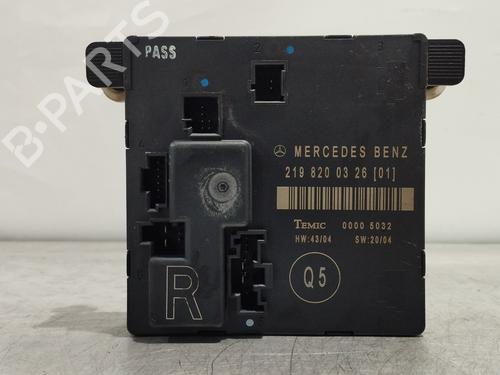 PASS
2
3
MERCEDES BENZ
219 820 03 26 [01]
TEMIC 0000 5032
HW:43/04 SW:20/04
R
Q5
B-PARTS